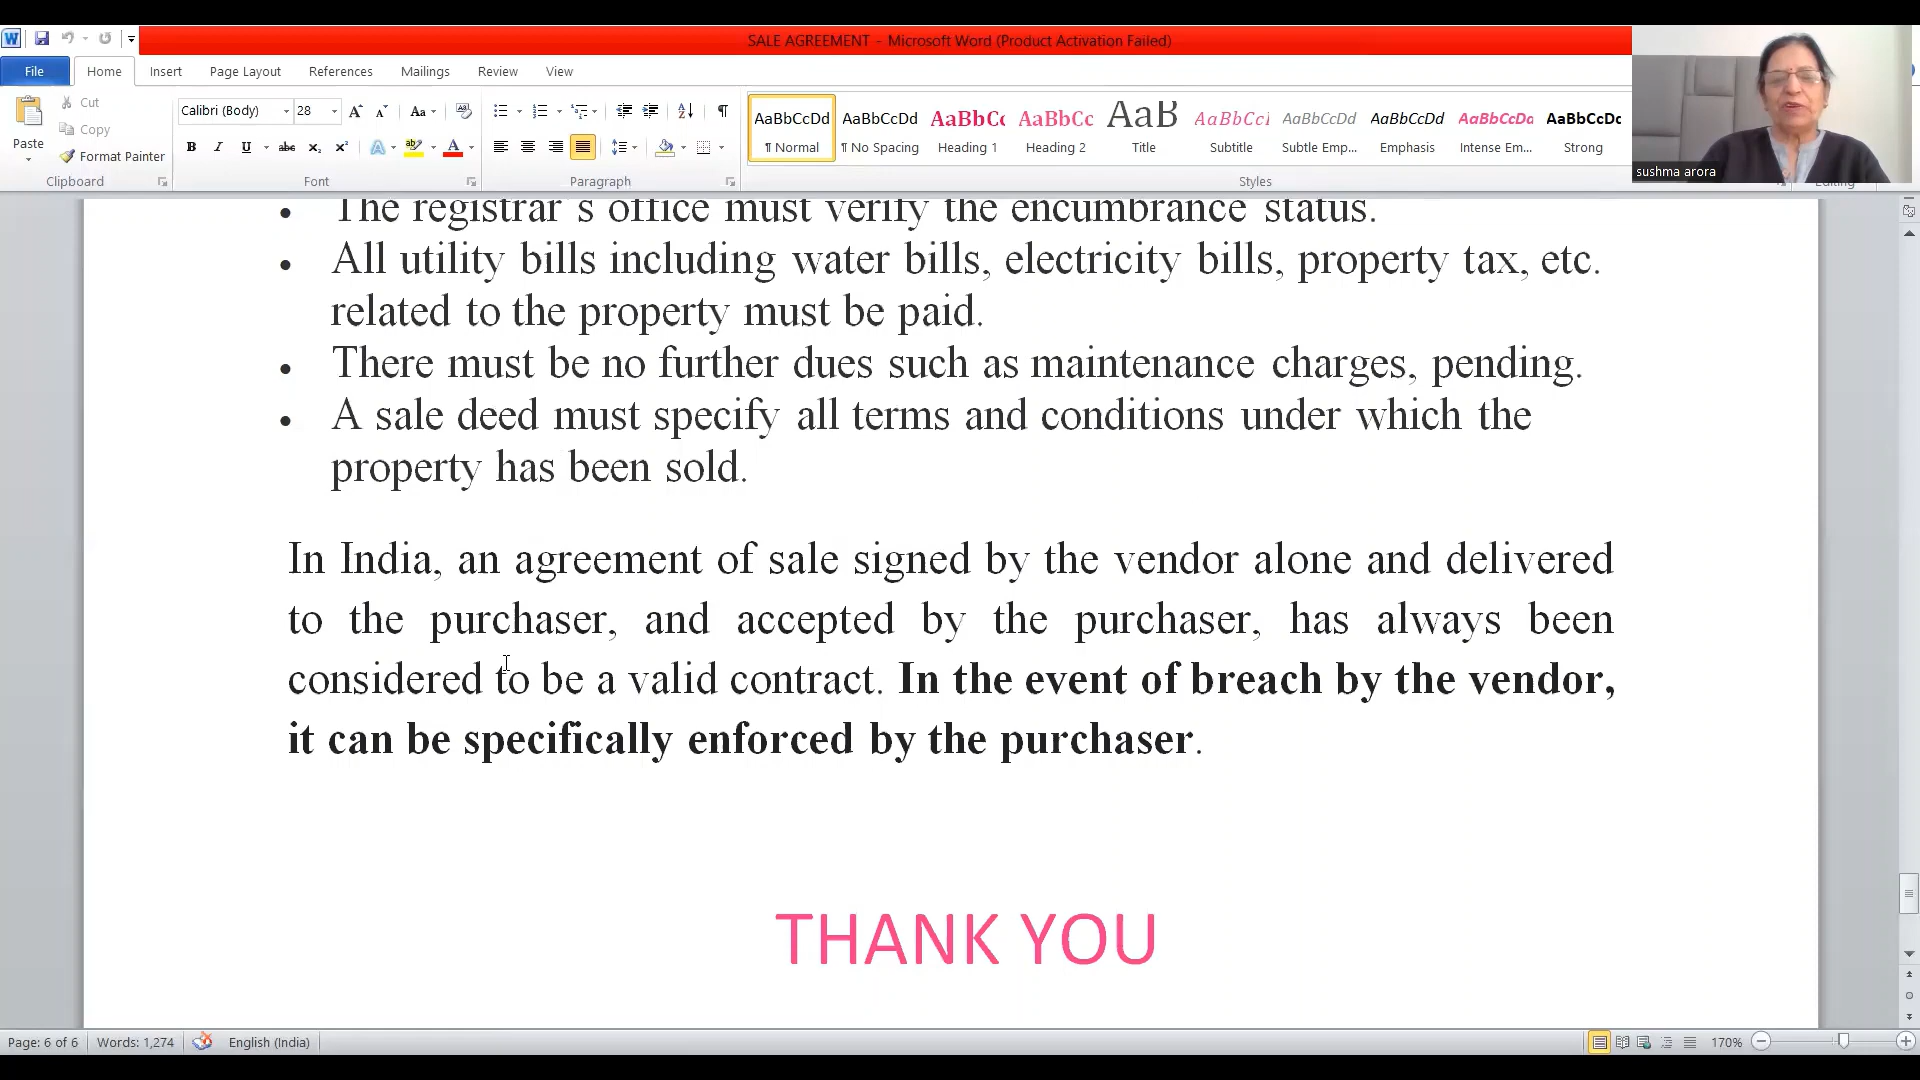 SALE AGREEMENT - Microsoft Word (Product Activation Failed)
File Home Insert Page Layout References Mailings Review View
Paste
Cut
Copy
Format Painter
Clipboard
Calibri (Body) 28
Font
Paragraph
AaBbCcDd AaBbCcDd AaBbCc AaBbCc AaB AaBbCcI AaBbCcDd AaBbCcDd AaBbCcDd AaBbCcDc
¶ Normal ¶ No Spacing Heading 1 Heading 2 Title Subtitle Subtle Emp... Emphasis Intense Em... Strong
Styles
Editing
sushma arora
• The registrar's office must verify the encumbrance status.
• All utility bills including water bills, electricity bills, property tax, etc.
related to the property must be paid.
• There must be no further dues such as maintenance charges, pending.
• A sale deed must specify all terms and conditions under which the
property has been sold.
In India, an agreement of sale signed by the vendor alone and delivered
to the purchaser, and accepted by the purchaser, has always been
considered to be a valid contract. In the event of breach by the vendor,
it can be specifically enforced by the purchaser.
THANK YOU
Page: 6 of 6 Words: 1,274 English (India) 170%